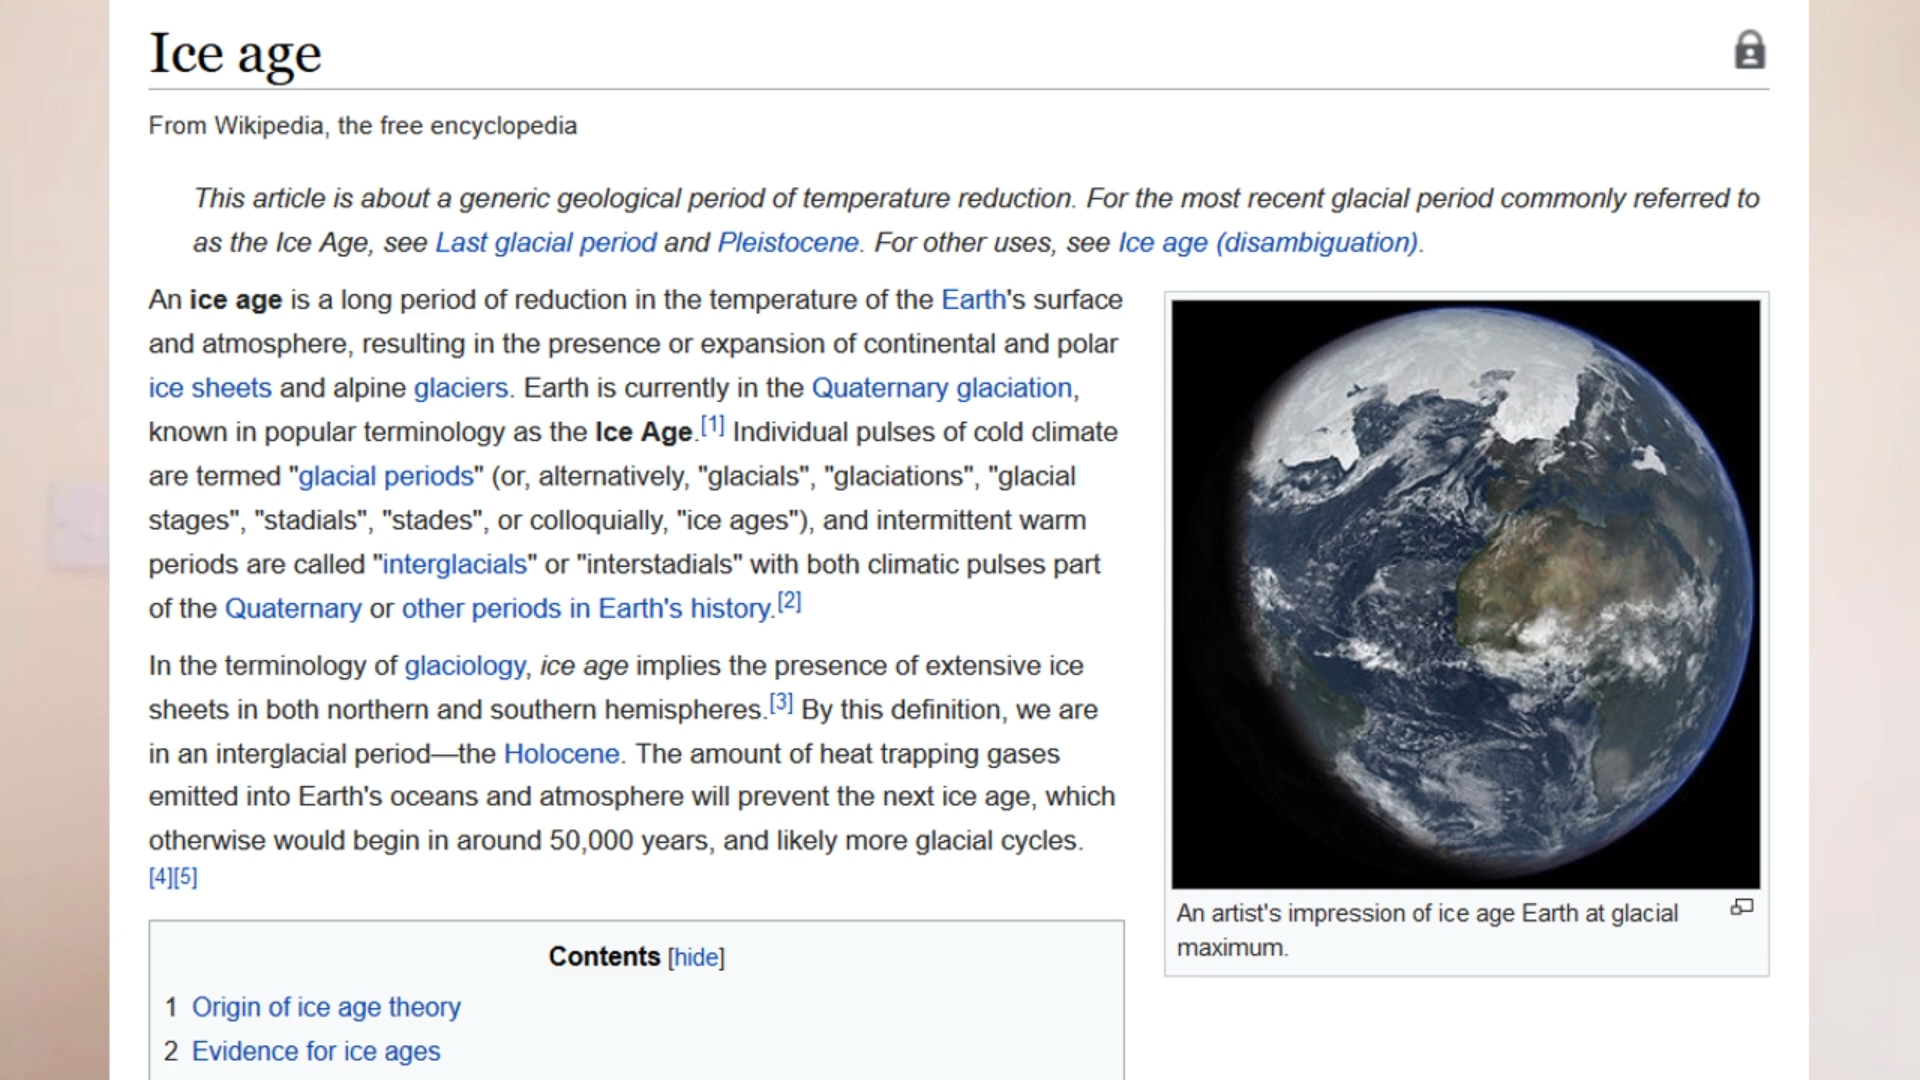 Ice age
From Wikipedia, the free encyclopedia
This article is about a generic geological period of temperature reduction. For the most recent glacial period commonly referred to
as the Ice Age, see Last glacial period and Pleistocene. For other uses, see Ice age (disambiguation).
An ice age is a long period of reduction in the temperature of the Earth's surface
and atmosphere, resulting in the presence or expansion of continental and polar
ice sheets and alpine glaciers. Earth is currently in the Quaternary glaciation,
known in popular terminology as the Ice Age.[1] Individual pulses of cold climate
are termed "glacial periods" (or, alternatively, "glacials", "glaciations", "glacial
stages", "stadials", "stades", or colloquially, "ice ages"), and intermittent warm
periods are called "interglacials" or "interstadials" with both climatic pulses part
of the Quaternary or other periods in Earth's history.[2]
In the terminology of glaciology, ice age implies the presence of extensive ice
sheets in both northern and southern hemispheres.[3] By this definition, we are
in an interglacial period—the Holocene. The amount of heat trapping gases
emitted into Earth's oceans and atmosphere will prevent the next ice age, which
otherwise would begin in around 50,000 years, and likely more glacial cycles.
[4][5]
An artist's impression of ice age Earth at glacial
maximum.
Contents [hide]
1 Origin of ice age theory
2 Evidence for ice ages